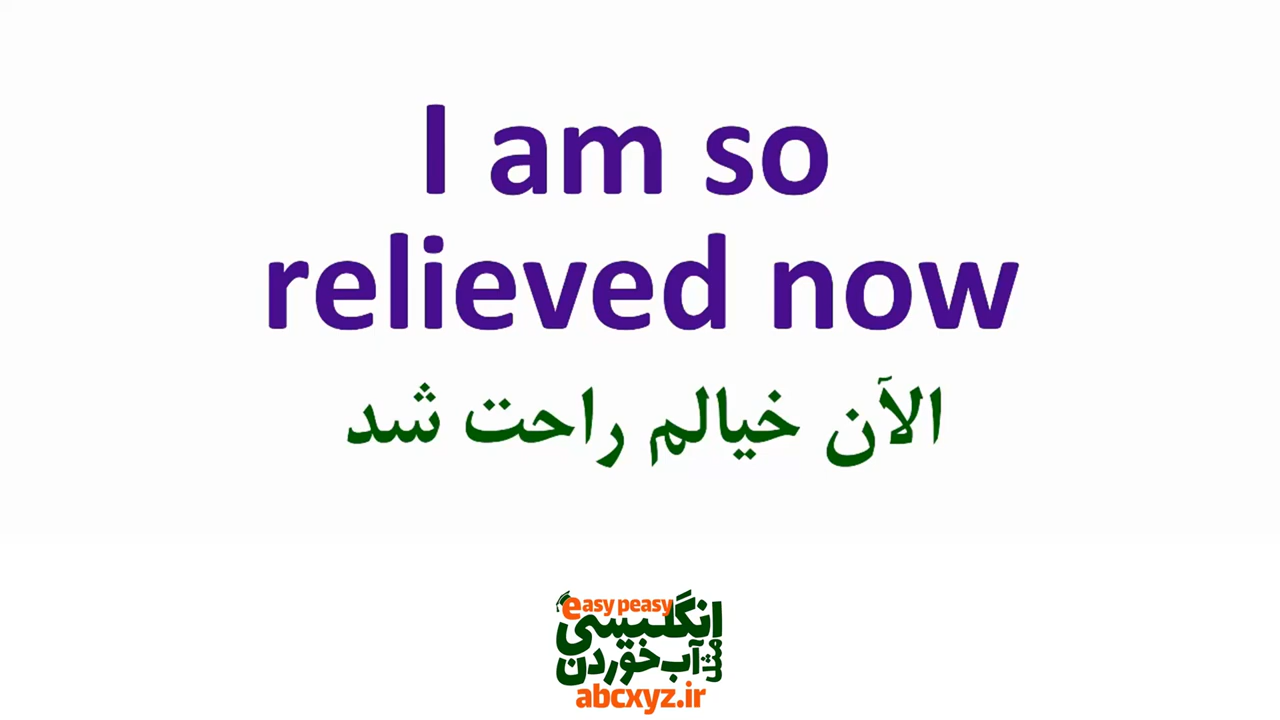 I am so
relieved now
الآن خیالم راحت شد
easy peasy
انگلیسی
مثل آب خوردن
abcxyz.ir